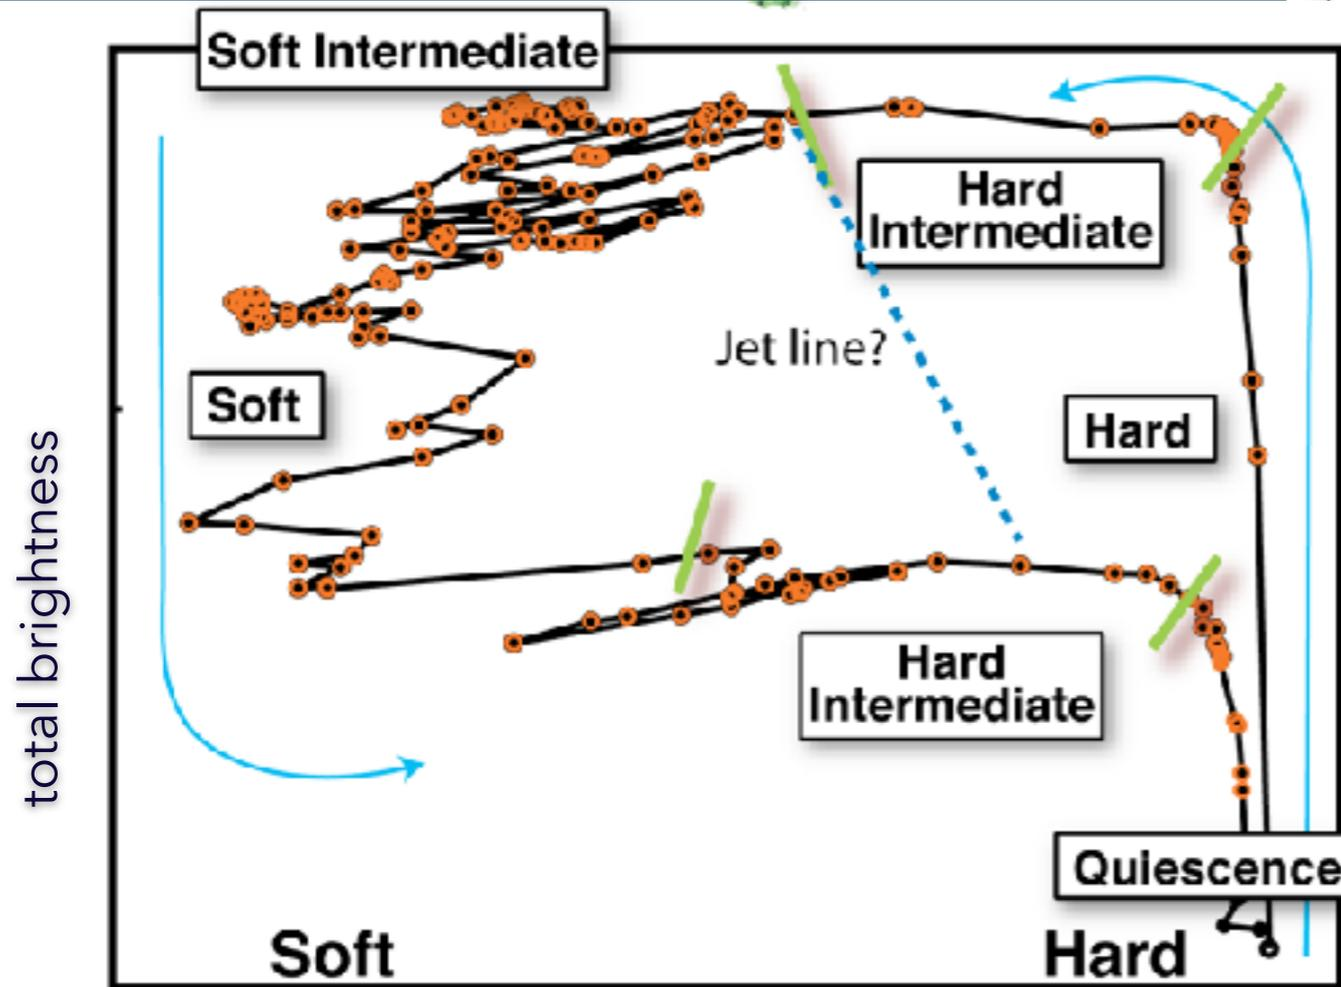 Soft Intermediate
Hard
Intermediate
Jet line?
Soft
Hard
total brightness
Hard
Intermediate
Quiescence
Soft
Hard